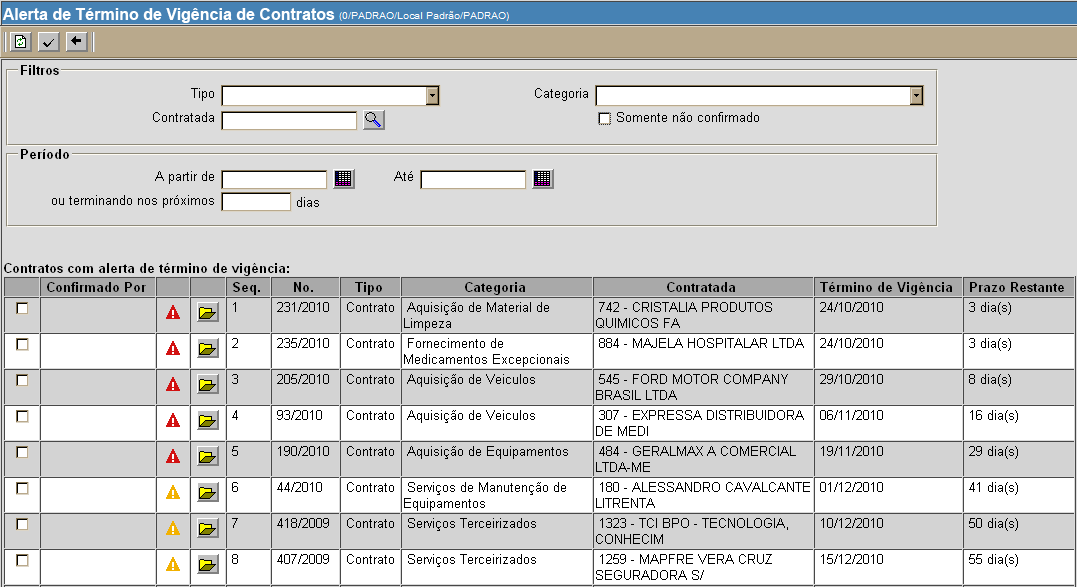 Alerta de Término de Vigência de Contratos (0/PADRAO/Local Padrão/PADRAO)
Filtros
Tipo Categoria
Contratada Somente não confirmado
Período
A partir de Até
ou terminando nos próximos dias
Contratos com alerta de término de vigência:
Confirmado Por Seq. No. Tipo Categoria Contratada Término de Vigência Prazo Restante
1 231/2010 Contrato Aquisição de Material de 742 - CRISTALIA PRODUTOS 24/10/2010 3 dia(s)
Limpeza QUIMICOS FA
2 235/2010 Contrato Fornecimento de 884 - MAJELA HOSPITALAR LTDA 24/10/2010 3 dia(s)
Medicamentos Excepcionais
3 205/2010 Contrato Aquisição de Veiculos 545 - FORD MOTOR COMPANY 29/10/2010 8 dia(s)
BRASIL LTDA
4 93/2010 Contrato Aquisição de Veiculos 307 - EXPRESSA DISTRIBUIDORA 06/11/2010 16 dia(s)
DE MEDI
5 190/2010 Contrato Aquisição de Equipamentos 484 - GERALMAX A COMERCIAL 19/11/2010 29 dia(s)
LTDA-ME
6 44/2010 Contrato Serviços de Manutenção de 180 - ALESSANDRO CAVALCANTE 01/12/2010 41 dia(s)
Equipamentos LITRENTA
7 418/2009 Contrato Serviços Terceirizados 1323 - TCI BPO - TECNOLOGIA, 10/12/2010 50 dia(s)
CONHECIM
8 407/2009 Contrato Serviços Terceirizados 1259 - MAPFRE VERA CRUZ 15/12/2010 55 dia(s)
SEGURADORA S/